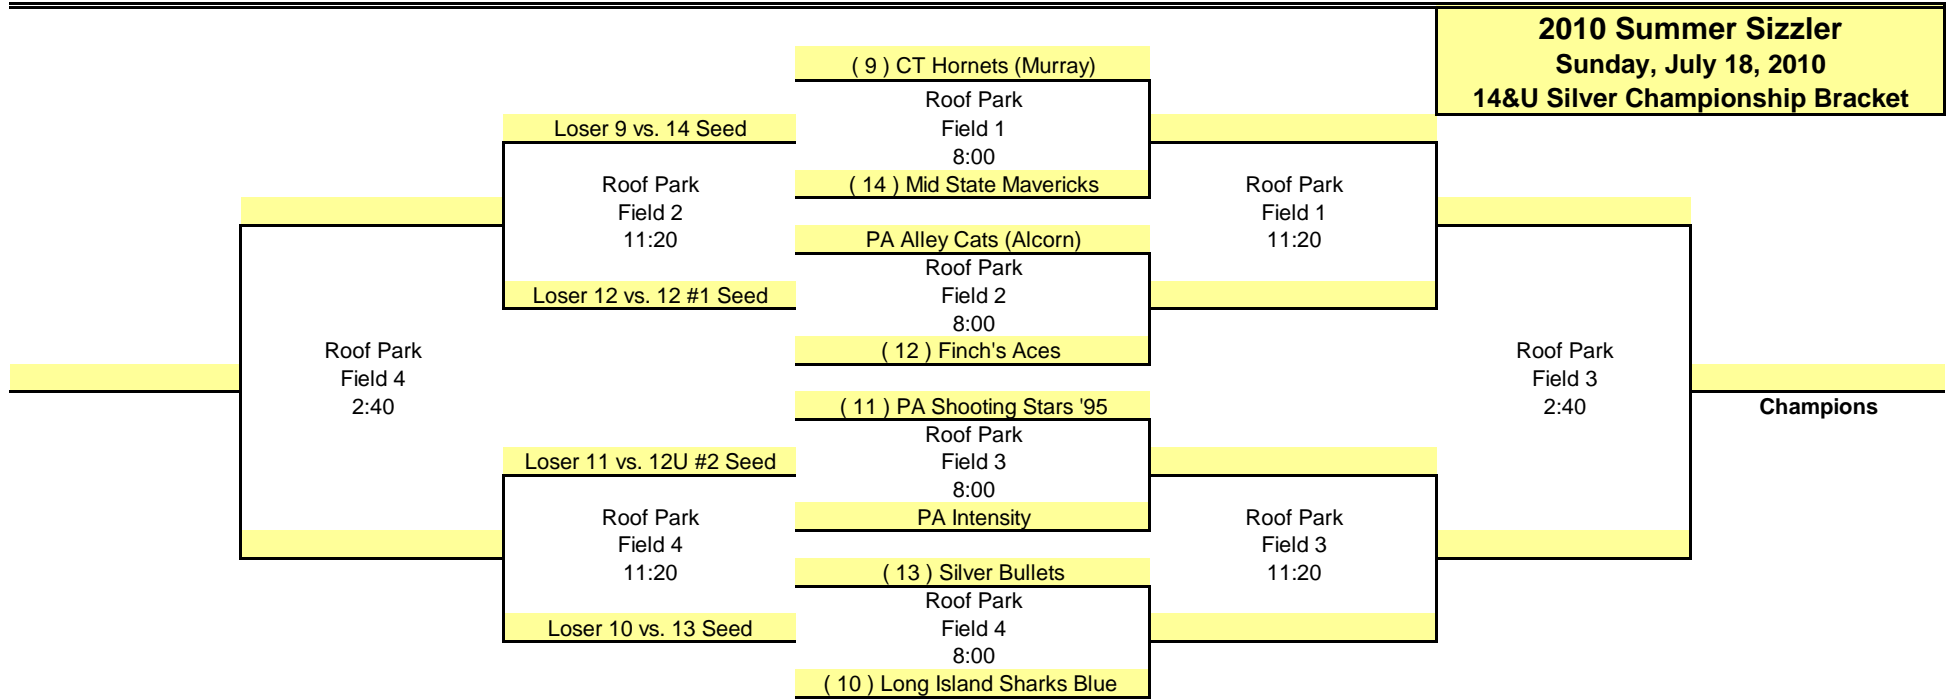 2010 Summer Sizzler
Sunday, July 18, 2010
14&U Silver Championship Bracket
( 9 ) CT Hornets (Murray)
Roof Park
Field 1
8:00
( 14 ) Mid State Mavericks
Loser 9 vs. 14 Seed
Roof Park
Field 2
11:20
Loser 12 vs. 12 #1 Seed
Roof Park
Field 1
11:20
PA Alley Cats (Alcorn)
Roof Park
Field 2
8:00
( 12 ) Finch's Aces
Roof Park
Field 4
2:40
Roof Park
Field 3
2:40
Champions
( 11 ) PA Shooting Stars '95
Roof Park
Field 3
8:00
PA Intensity
Loser 11 vs. 12U #2 Seed
Roof Park
Field 4
11:20
Loser 10 vs. 13 Seed
Roof Park
Field 3
11:20
( 13 ) Silver Bullets
Roof Park
Field 4
8:00
( 10 ) Long Island Sharks Blue